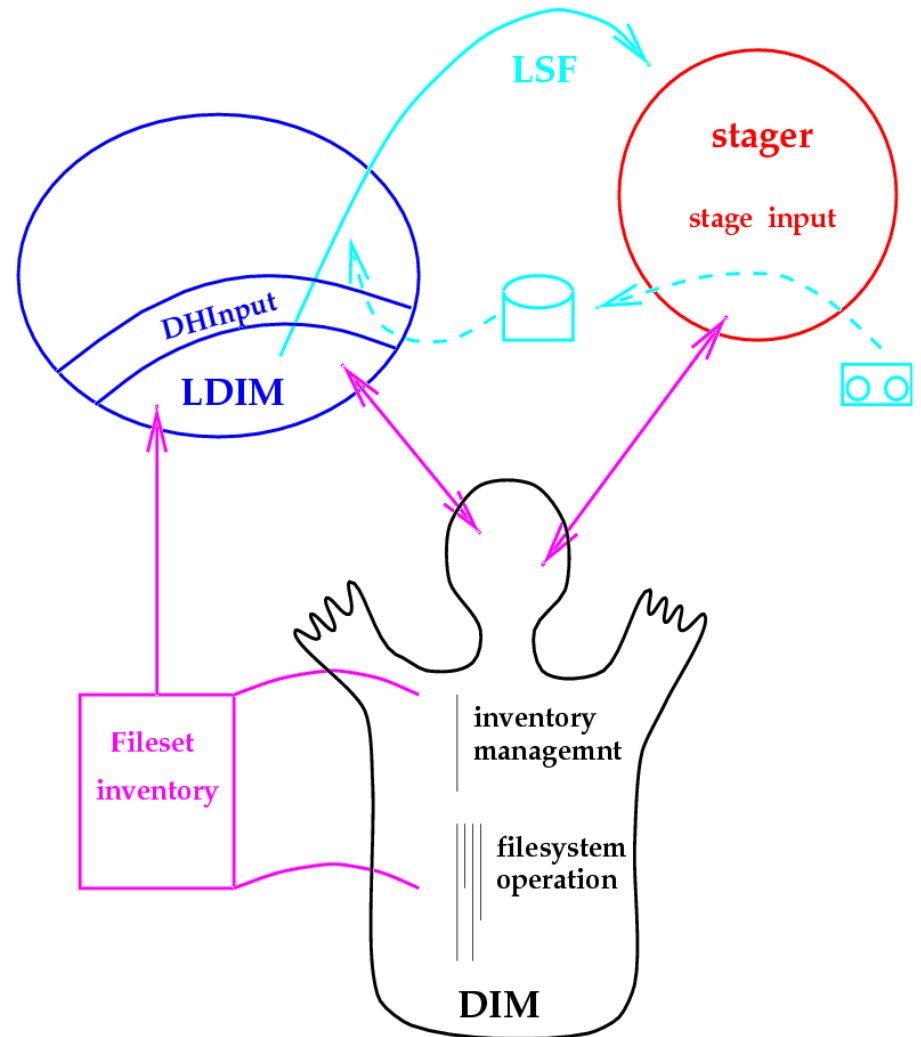 LSF
stager
stage input
DHInput
LDIM
Fileset
inventory
inventory
managemnt
filesystem
operation
DIM